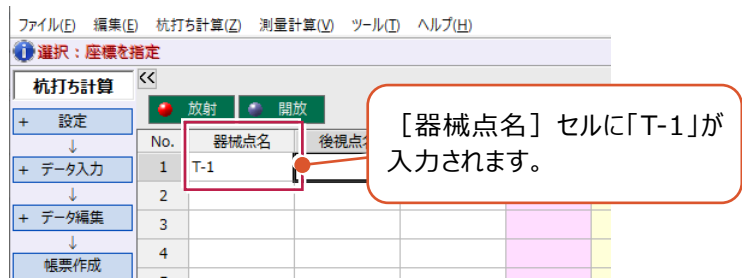 ファイル(F) 編集(E) 杭打ち計算(Z) 測量計算(V) ツール(T) ヘルプ(H)
選択：座標を指定
杭打ち計算
<<
放射 開放
+ 設定
↓
+ データ入力
↓
+ データ編集
↓
帳票作成
No. 器械点名 後視点
1 T-1
2
3
4
［器械点名］セルに「T-1」が
入力されます。